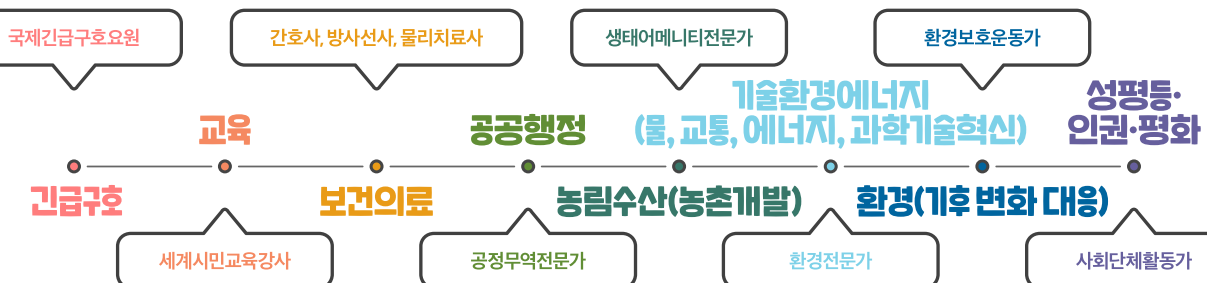 국제긴급구호요원
간호사, 방사선사, 물리치료사
생태어메니티전문가
환경보호운동가
교육
공공행정
기술환경에너지
(물, 교통, 에너지, 과학기술혁신)
성평등·
인권·평화
긴급구호
보건의료
농림수산(농촌개발)
환경(기후 변화 대응)
세계시민교육강사
공정무역전문가
환경전문가
사회단체활동가